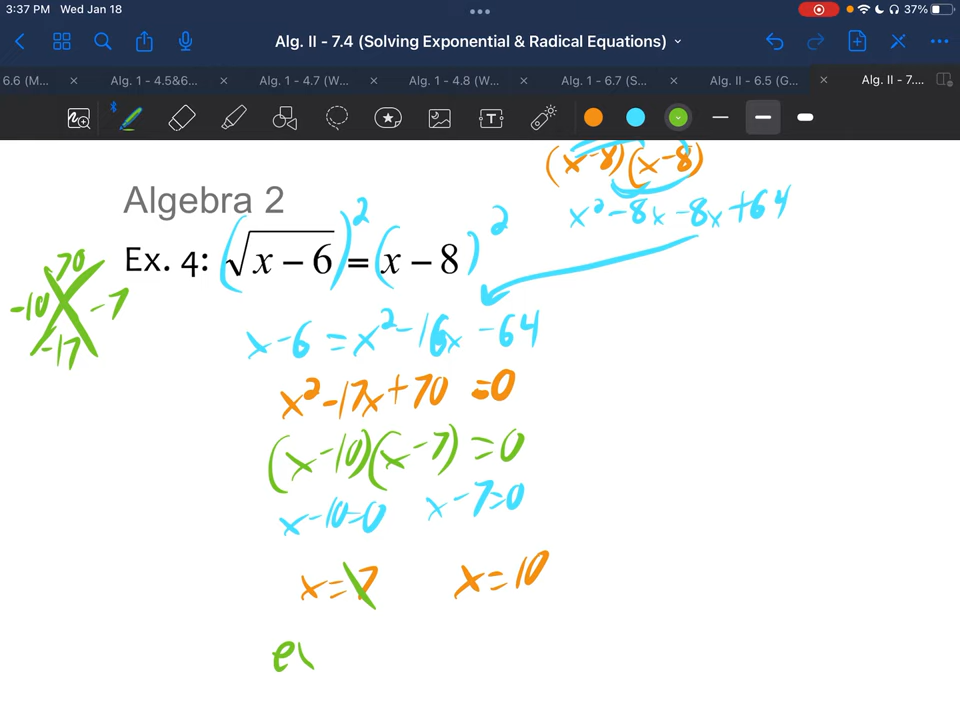 3:37 PM Wed Jan 18
37%
Alg. II - 7.4 (Solving Exponential & Radical Equations)
6.6 (M... Alg. 1 - 4.5&6... Alg. 1 - 4.7 (W... Alg. 1 - 4.8 (W... Alg. 1 - 6.7 (S... Alg. II - 6.5 (G... Alg. II - 7....
(x-8)(x-8)
Algebra 2
x² -8x -8x +64
Ex. 4: (√x − 6)² = (x − 8)²
70
-10 -7
-17
x-6 = x² -16x -64
x² -17x +70 =0
(x-10)(x-7) =0
x-10=0 x-7=0
x=7 x=10
ex